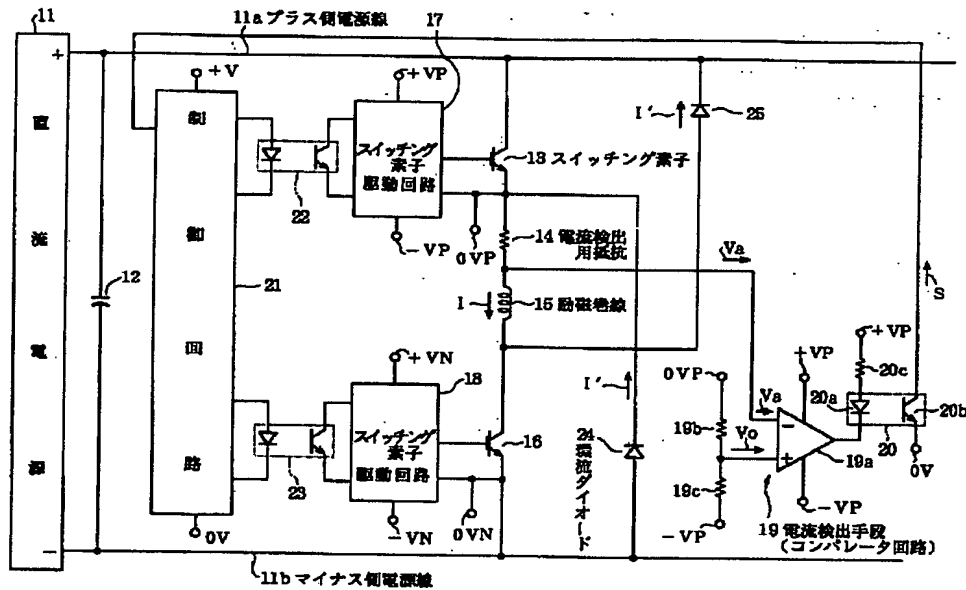 11
11a プラス側電源線
17
+
直流電源
−
12
+V
制御回路
21
0V
22
+VP
スイッチング
素子
駆動回路
-VP
0VP
13 スイッチング素子
14 電流検出
用抵抗
I
15 励磁巻線
I'
25
Va
S
23
+VN
18
スイッチング
素子
駆動回路
-VN
0VN
16
I'
24 環流ダイオード
0VP
19b
Vo
19c
-VP
Va
+VP
−
+
19a
-VP
19 電流検出手段
(コンパレータ回路)
+VP
20c
20a
20b
20
0V
11b マイナス側電源線